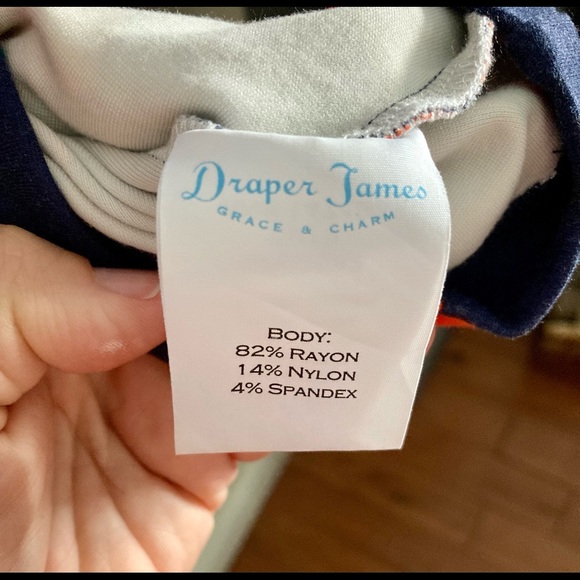 Draper James
GRACE & CHARM
BODY:
82% RAYON
14% NYLON
4% SPANDEX